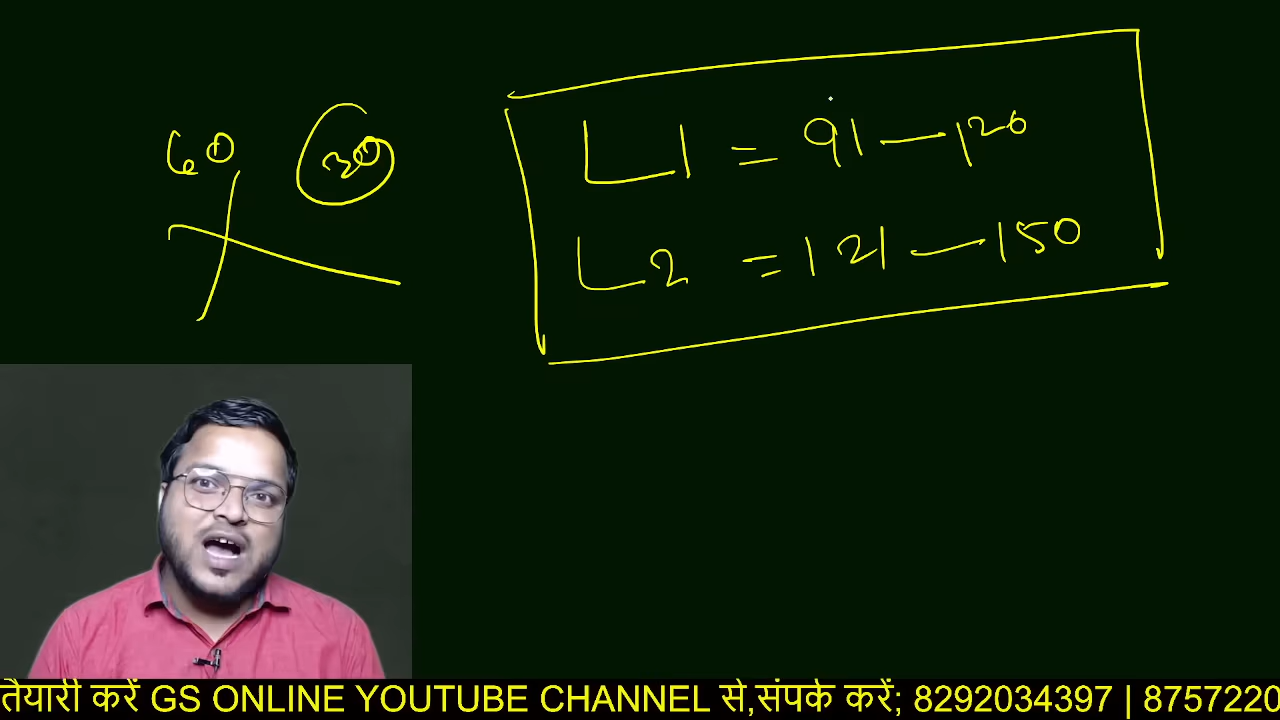 60 30
L1 = 91 — 120
L2 = 121 — 150
तैयारी करें GS ONLINE YOUTUBE CHANNEL से,संपर्क करें; 8292034397 | 8757220